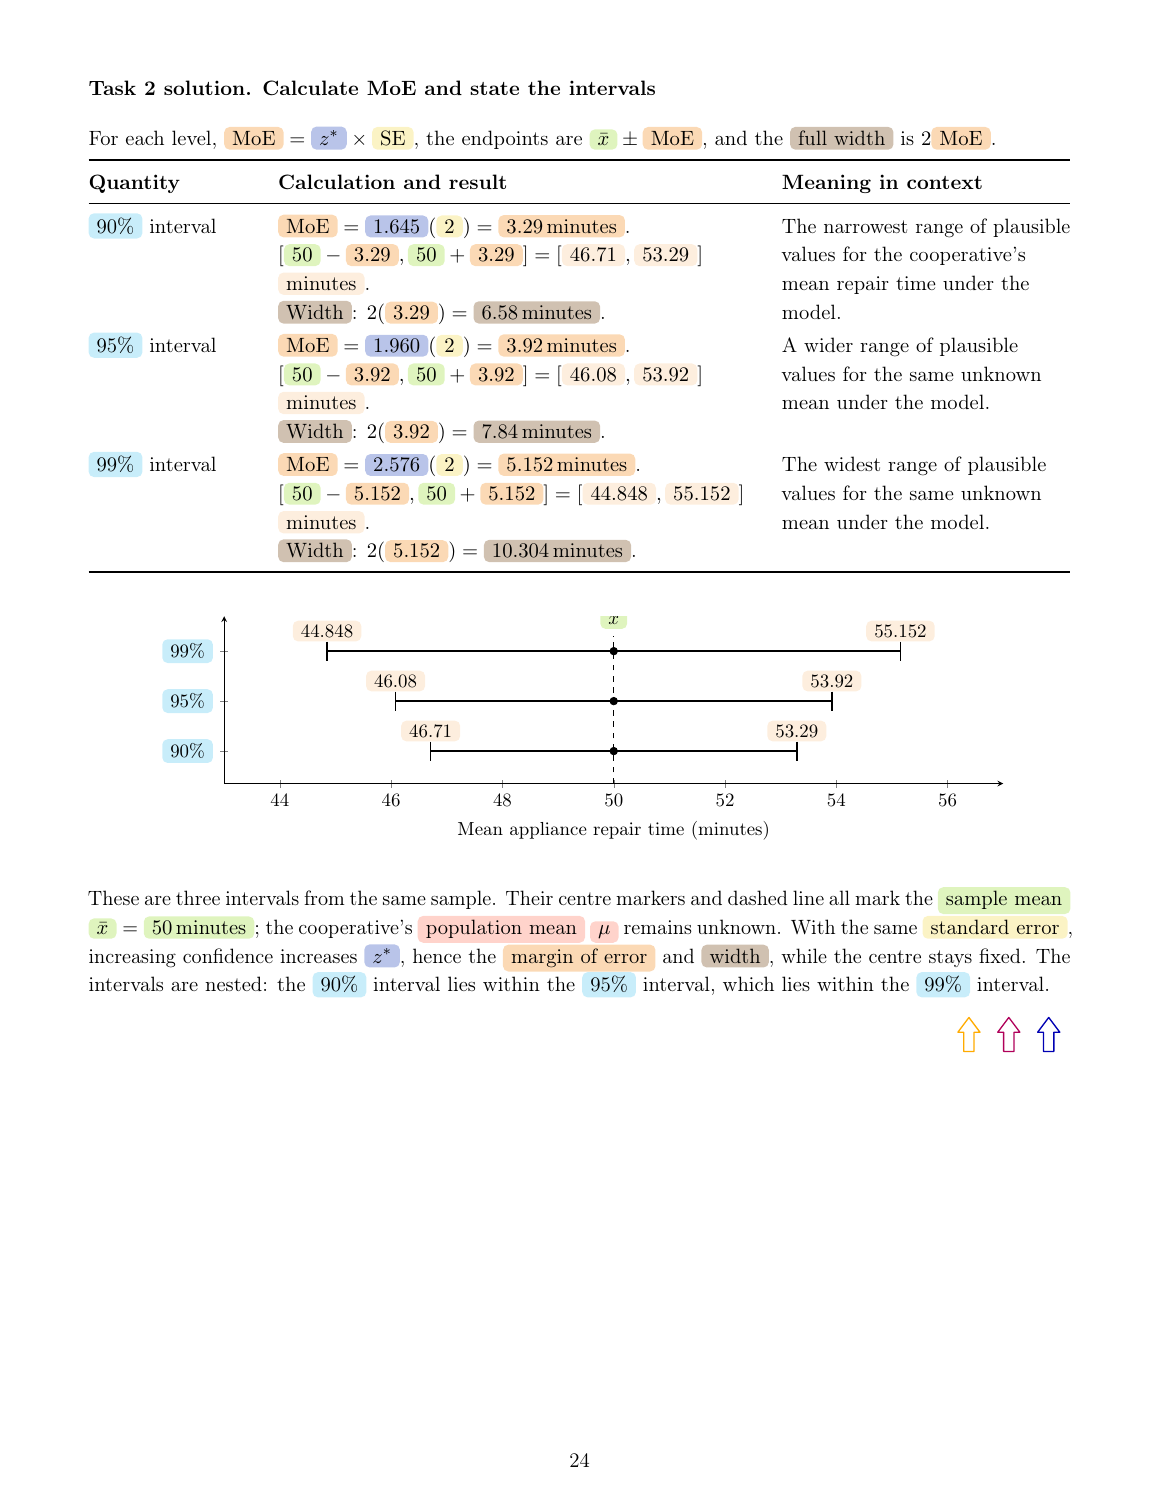 Task 2 solution. Calculate MoE and state the intervals
For each level, MoE = z* × SE, the endpoints are x̄ ± MoE, and the full width is 2 MoE.
Quantity Calculation and result Meaning in context
90% interval MoE = 1.645(2) = 3.29 minutes. The narrowest range of plausible
[50 − 3.29, 50 + 3.29] = [46.71, 53.29] values for the cooperative's
minutes. mean repair time under the
Width: 2(3.29) = 6.58 minutes. model.
95% interval MoE = 1.960(2) = 3.92 minutes. A wider range of plausible
[50 − 3.92, 50 + 3.92] = [46.08, 53.92] values for the same unknown
minutes. mean under the model.
Width: 2(3.92) = 7.84 minutes.
99% interval MoE = 2.576(2) = 5.152 minutes. The widest range of plausible
[50 − 5.152, 50 + 5.152] = [44.848, 55.152] values for the same unknown
minutes. mean under the model.
Width: 2(5.152) = 10.304 minutes.
x
44.848 55.152
99%
46.08 53.92
95%
46.71 53.29
90%
44 46 48 50 52 54 56
Mean appliance repair time (minutes)
These are three intervals from the same sample. Their centre markers and dashed line all mark the sample mean
x̄ = 50 minutes; the cooperative's population mean μ remains unknown. With the same standard error,
increasing confidence increases z*, hence the margin of error and width, while the centre stays fixed. The
intervals are nested: the 90% interval lies within the 95% interval, which lies within the 99% interval.
24